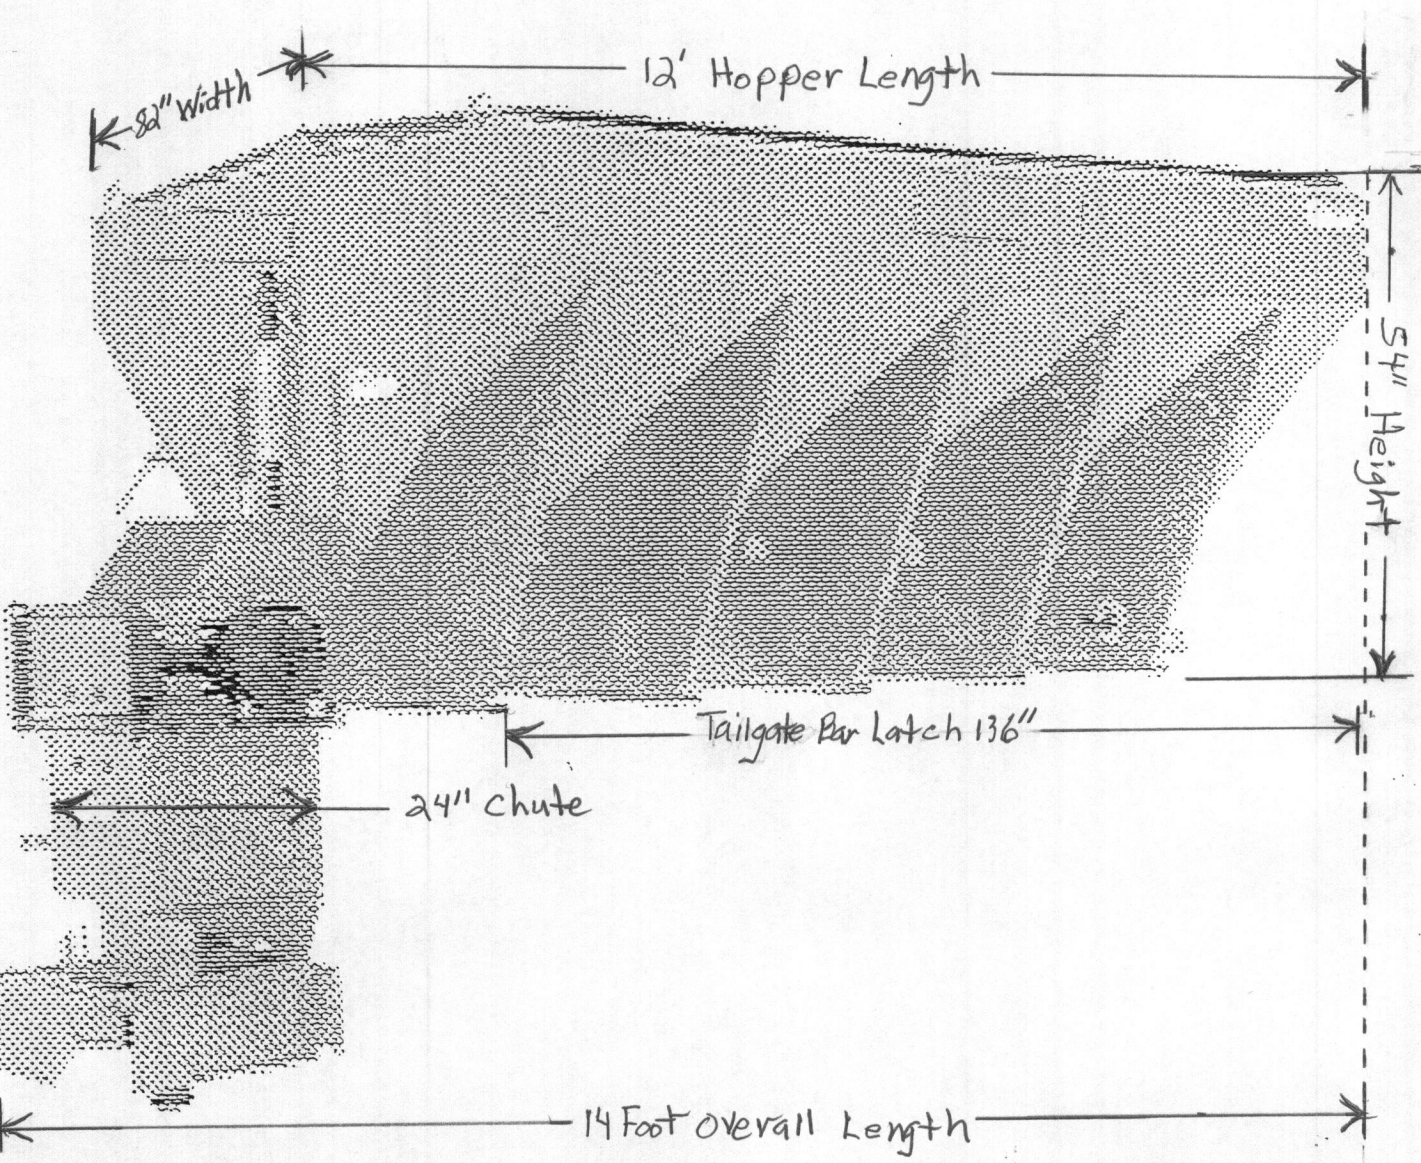 12' Hopper Length
82" Width
54" Height
Tailgate Bar Latch 136"
24" Chute
14 Foot Overall Length